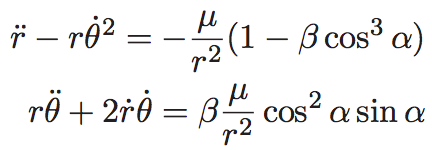 r̈ − rθ̇² = −μ/r² (1 − β cos³ α)
rθ̈ + 2ṙθ̇ = β μ/r² cos² α sin α